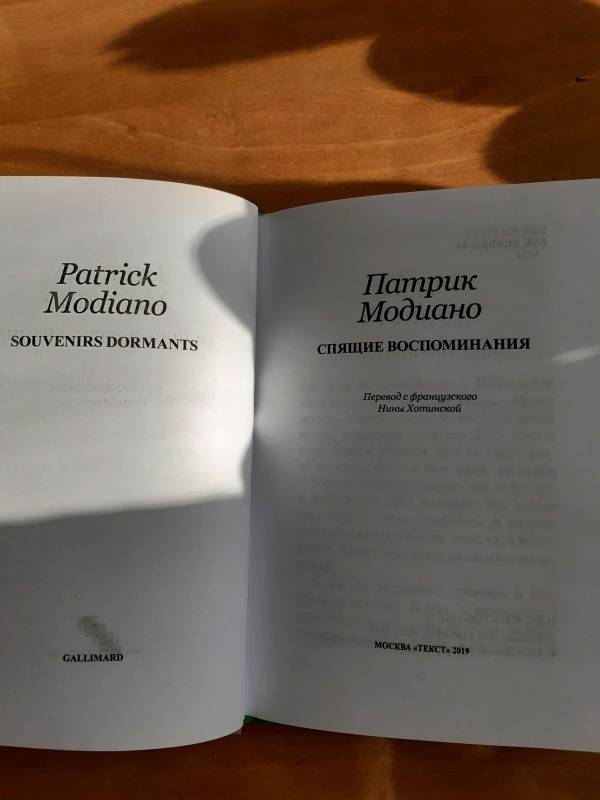 Patrick
Modiano
SOUVENIRS DORMANTS
GALLIMARD
Патрик
Модиано
СПЯЩИЕ ВОСПОМИНАНИЯ
Перевод с французского
Нины Хотинской
МОСКВА «ТЕКСТ» 2019